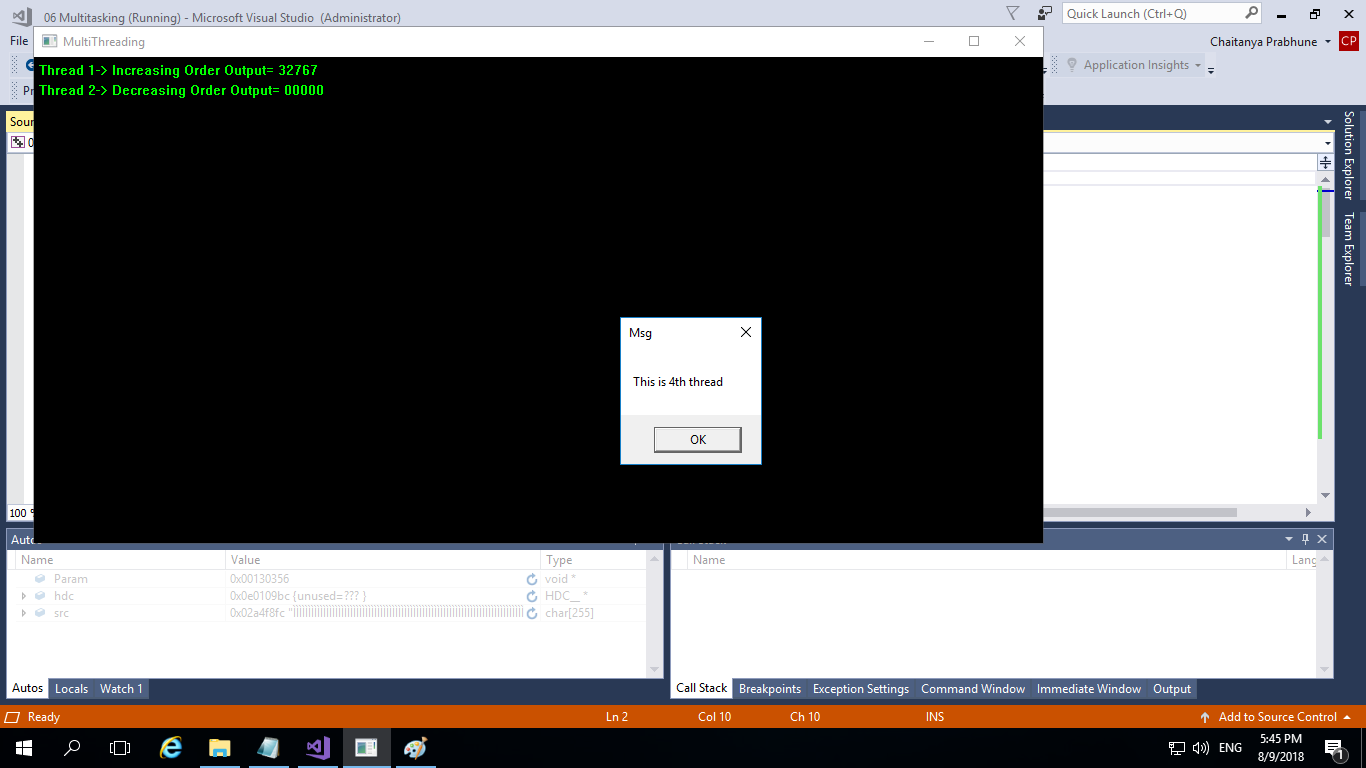 06 Multitasking (Running) - Microsoft Visual Studio (Administrator)
Quick Launch (Ctrl+Q)
File
MultiThreading
Chaitanya Prabhune
CP
Thread 1-> Increasing Order Output= 32767
Thread 2-> Decreasing Order Output= 00000
Application Insights
Solution Explorer
Team Explorer
Msg
This is 4th thread
OK
100 %
Autos
Call Stack
Name
Value
Type
Name
Lang
Param
0x00130356
void *
hdc
0x0e0109bc {unused=??? }
HDC__ *
src
0x02a4f8fc
char[255]
Autos
Locals
Watch 1
Call Stack
Breakpoints
Exception Settings
Command Window
Immediate Window
Output
Ready
Ln 2
Col 10
Ch 10
INS
Add to Source Control
ENG
5:45 PM
8/9/2018
1